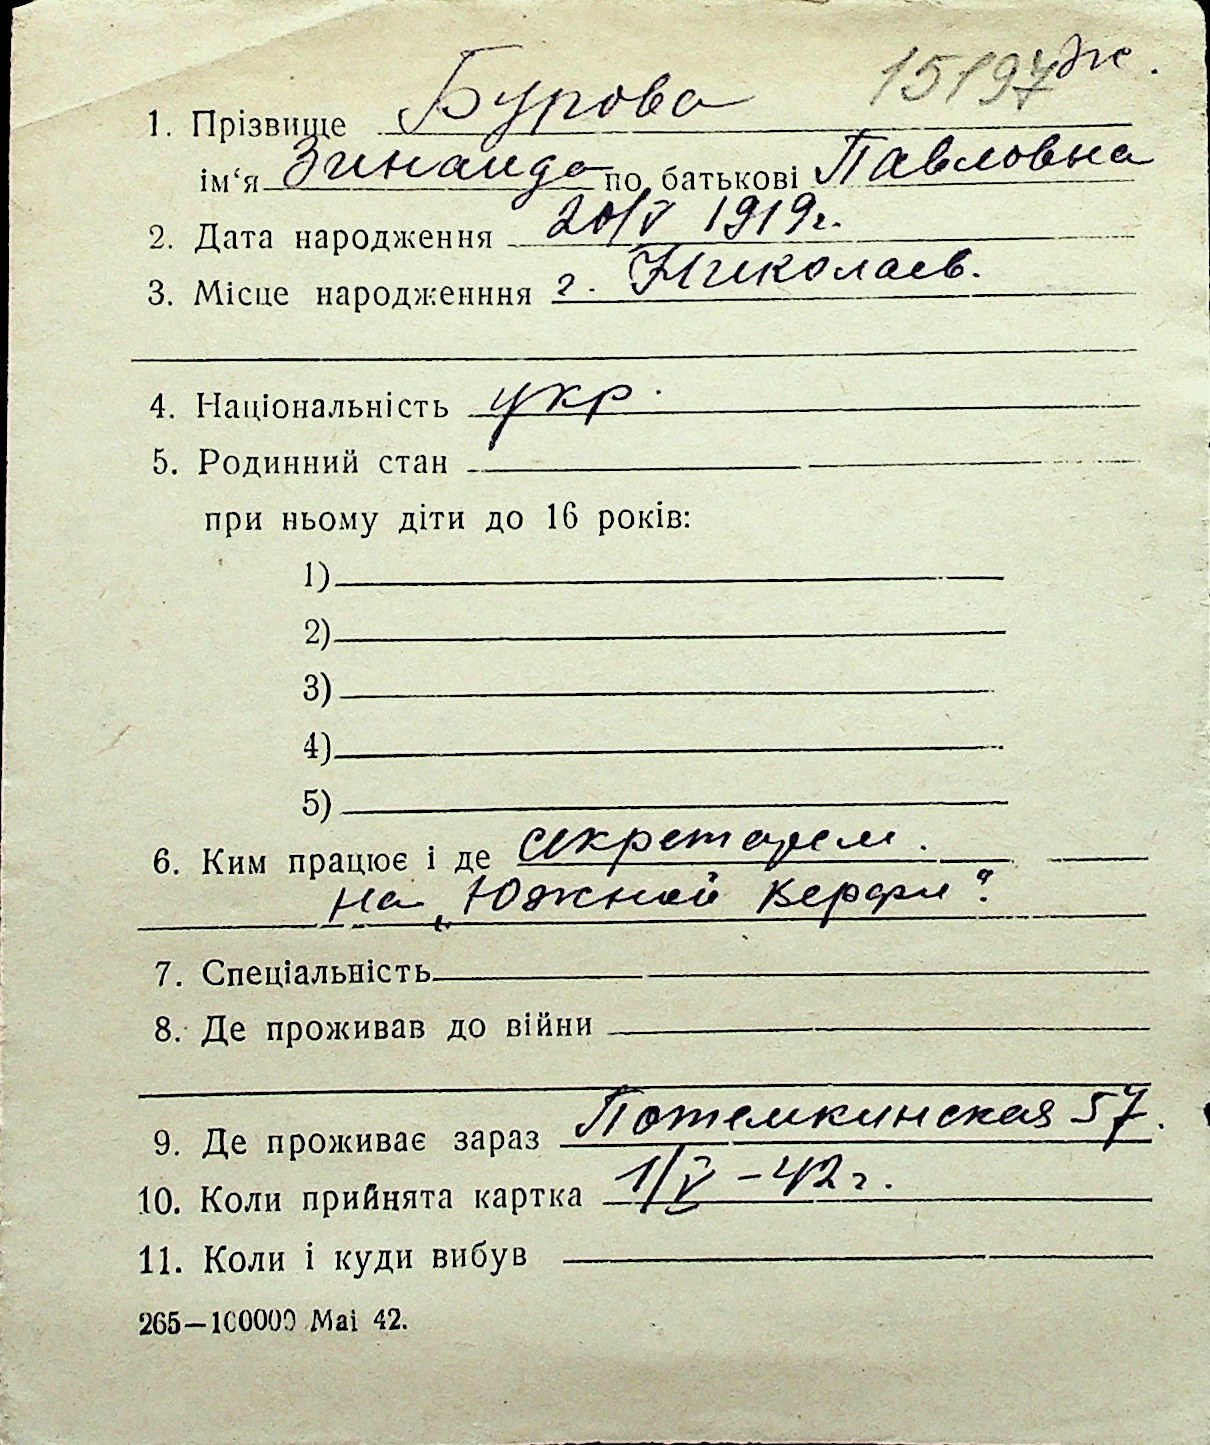 15197
1. Прізвище Бурова
ім‘я Зинаида по батькові Павловна
2. Дата народження 20/V 1919г.
3. Місце народженння г. Николаев.
4. Національність укр.
5. Родинний стан
при ньому діти до 16 років:
1)
2)
3)
4)
5)
6. Ким працює і де секретарем.
на „Южной верфи“.
7. Спеціальність
8. Де проживав до війни
9. Де проживає зараз Потемкинская 57.
10. Коли прийнята картка 1/V – 42 г.
11. Коли і куди вибув
265—100000 Mai 42.